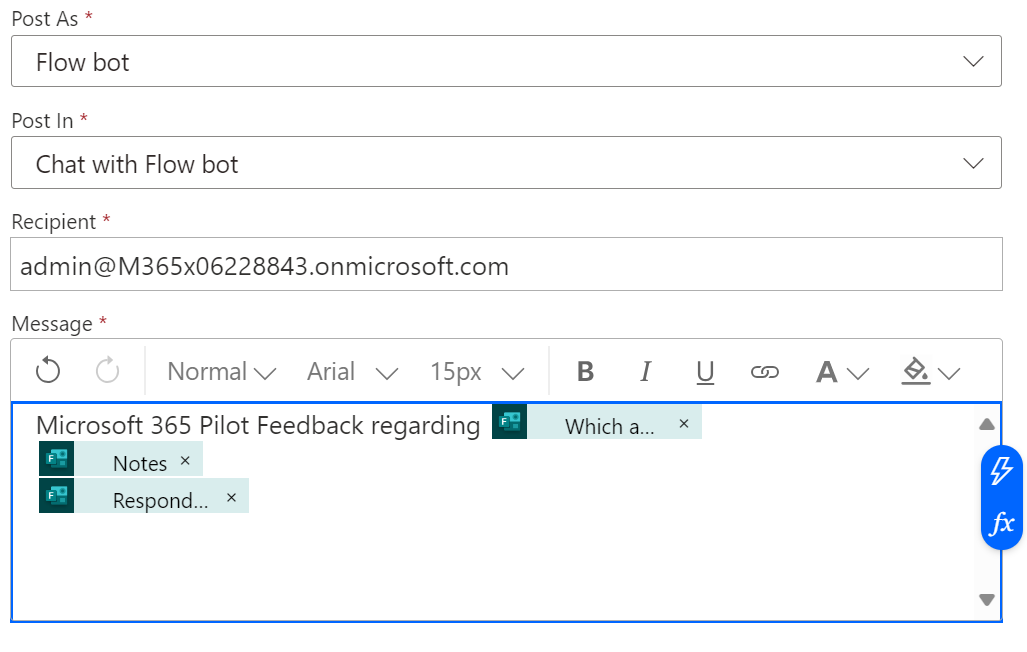 Post As *
Flow bot
Post In *
Chat with Flow bot
Recipient *
admin@M365x06228843.onmicrosoft.com
Message *
Normal Arial 15px B I U A
Microsoft 365 Pilot Feedback regarding F Which a... ×
F Notes ×
F Respond... ×
fx